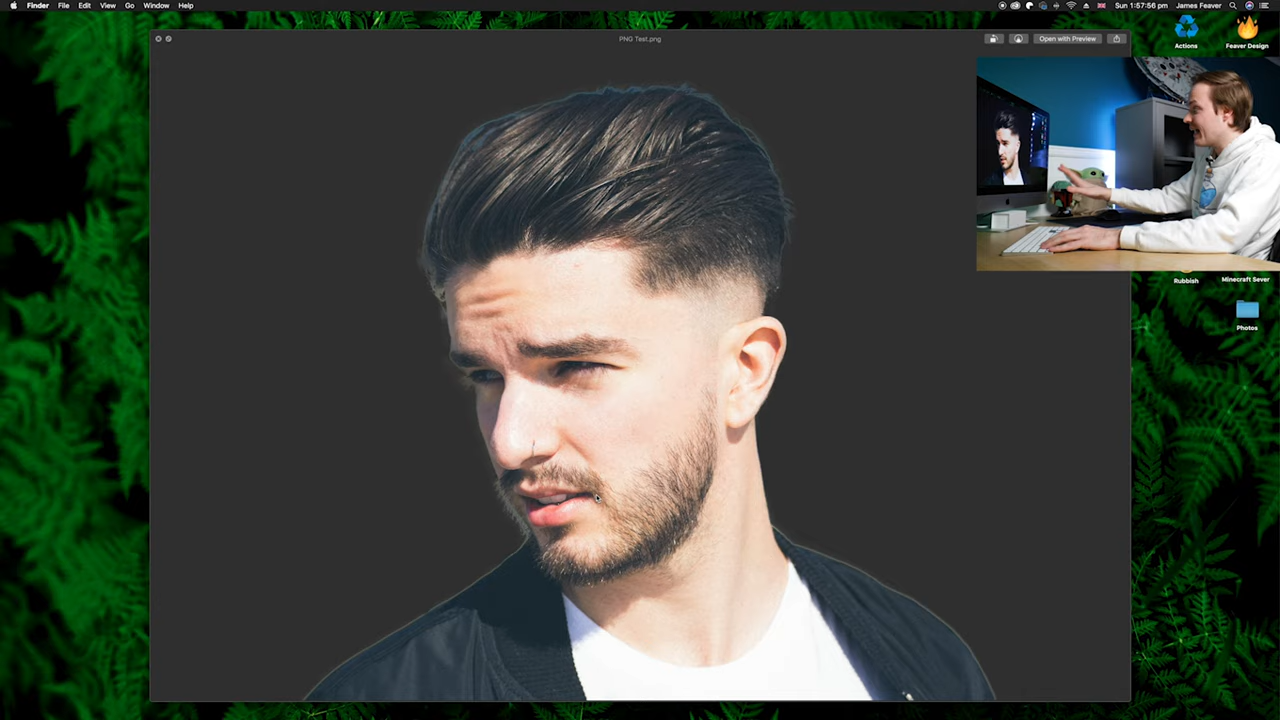 Finder File Edit View Go Window Help
Sun 1:57:56 pm James Feaver
PNG Test.png
Open with Preview
Actions
Feaver Design
Rubbish
Minecraft Sever
Photos